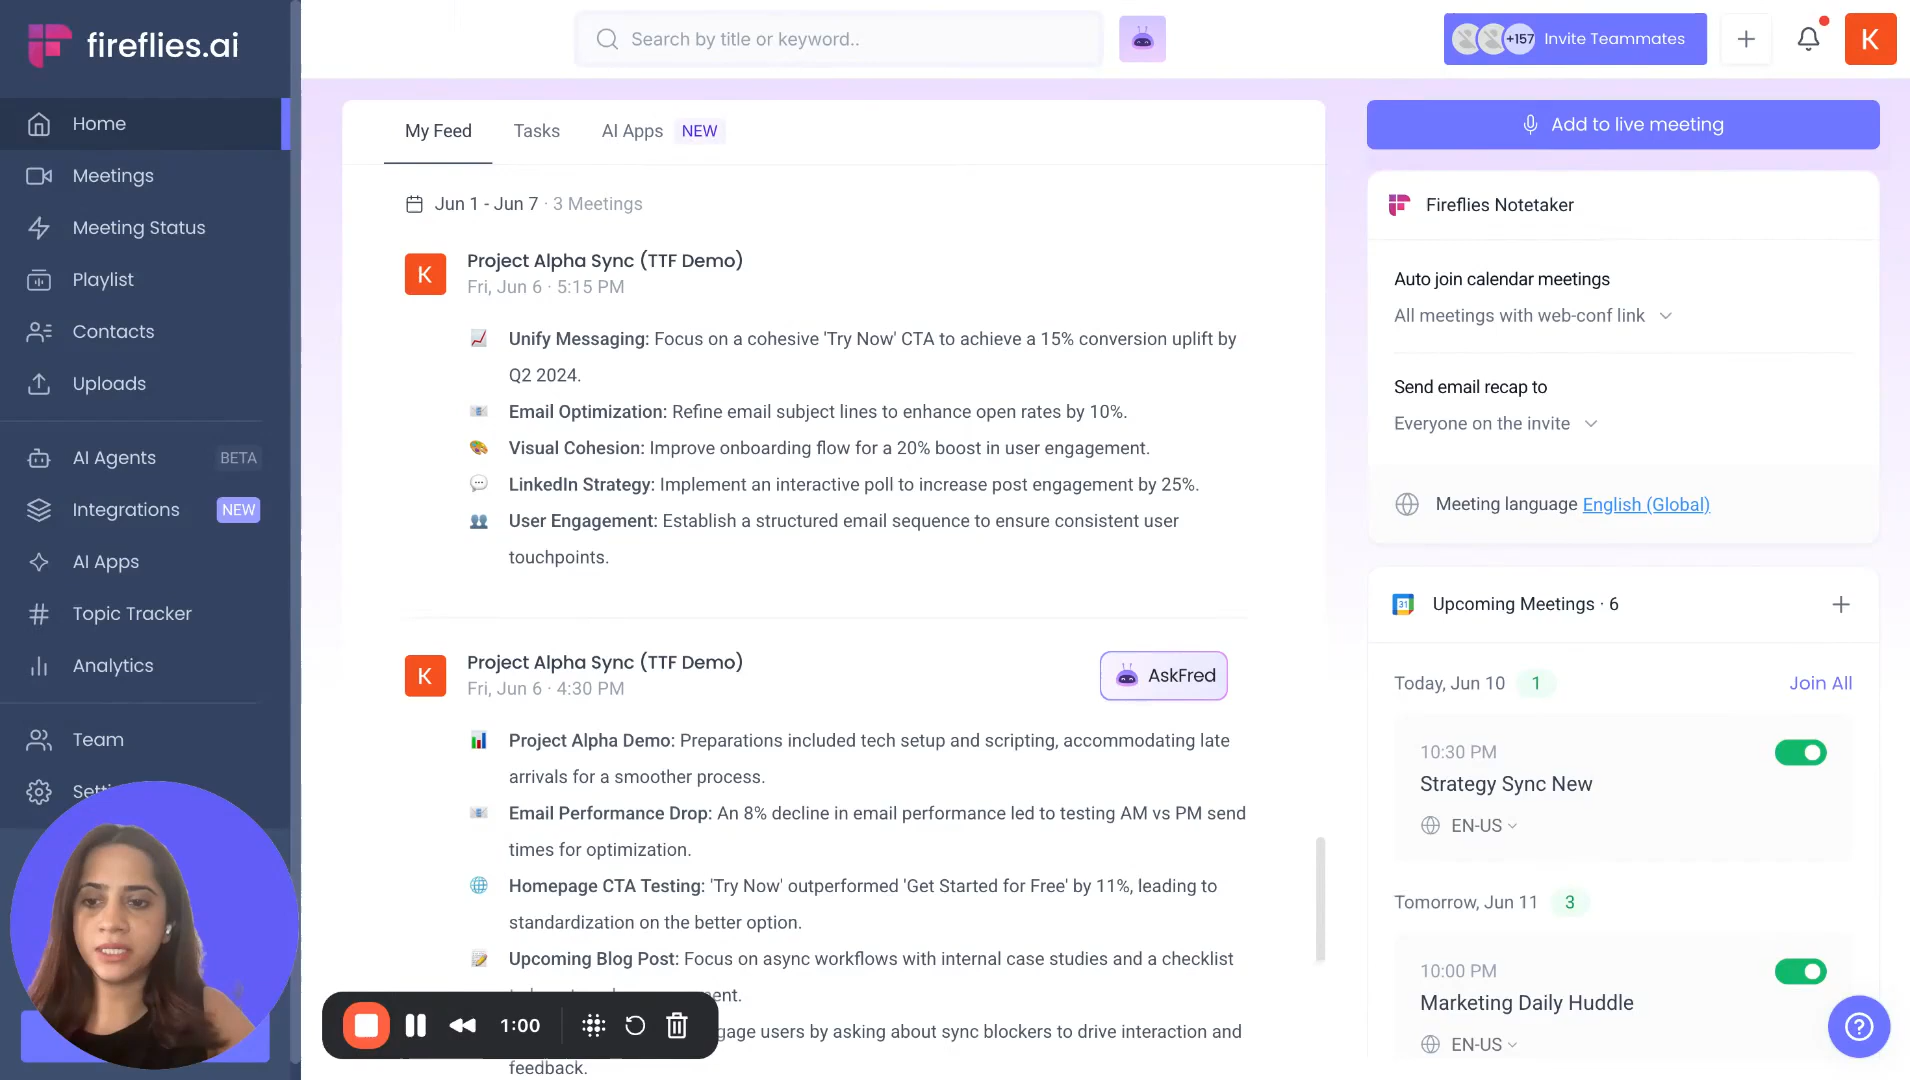 fireflies.ai
Search by title or keyword..
+157 Invite Teammates
K
Home
Meetings
Meeting Status
Playlist
Contacts
Uploads
AI Agents BETA
Integrations NEW
AI Apps
Topic Tracker
Analytics
Team
My Feed Tasks AI Apps NEW
Jun 1 - Jun 7 · 3 Meetings
K
Project Alpha Sync (TTF Demo)
Fri, Jun 6 · 5:15 PM
Unify Messaging: Focus on a cohesive 'Try Now' CTA to achieve a 15% conversion uplift by
Q2 2024.
Email Optimization: Refine email subject lines to enhance open rates by 10%.
Visual Cohesion: Improve onboarding flow for a 20% boost in user engagement.
LinkedIn Strategy: Implement an interactive poll to increase post engagement by 25%.
User Engagement: Establish a structured email sequence to ensure consistent user
touchpoints.
K
Project Alpha Sync (TTF Demo)
Fri, Jun 6 · 4:30 PM
AskFred
Project Alpha Demo: Preparations included tech setup and scripting, accommodating late
arrivals for a smoother process.
Email Performance Drop: An 8% decline in email performance led to testing AM vs PM send
times for optimization.
Homepage CTA Testing: 'Try Now' outperformed 'Get Started for Free' by 11%, leading to
standardization on the better option.
Upcoming Blog Post: Focus on async workflows with internal case studies and a checklist
users by asking about sync blockers to drive interaction and
feedback.
1:00
Add to live meeting
Fireflies Notetaker
Auto join calendar meetings
All meetings with web-conf link
Send email recap to
Everyone on the invite
Meeting language English (Global)
31
Upcoming Meetings · 6
Today, Jun 10 1 Join All
10:30 PM
Strategy Sync New
EN-US
Tomorrow, Jun 11 3
10:00 PM
Marketing Daily Huddle
EN-US